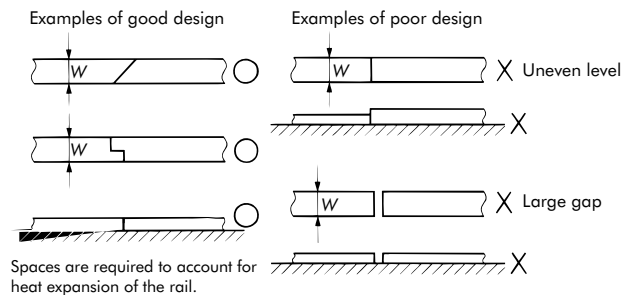 Examples of good design
W
W
Spaces are required to account for
heat expansion of the rail.
Examples of poor design
W
Uneven level
W
Large gap